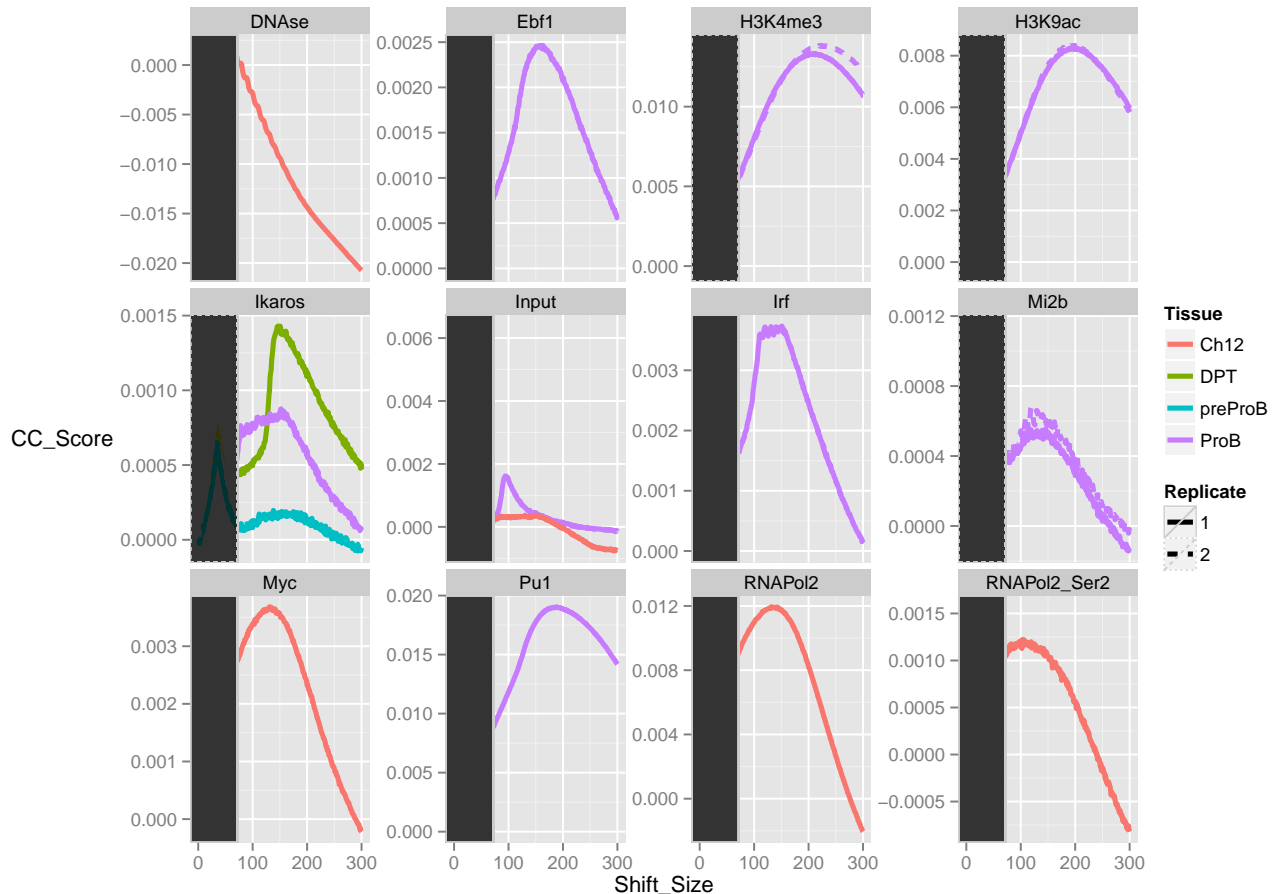 DNAse
Ebf1
H3K4me3
H3K9ac
0.000
−0.005
−0.010
−0.015
−0.020
0.0025
0.0020
0.0015
0.0010
0.0005
0.0000
0.010
0.005
0.000
0.008
0.006
0.004
0.002
0.000
Ikaros
Input
Irf
Mi2b
0.0015
0.0010
0.0005
0.0000
0.006
0.004
0.002
0.000
0.003
0.002
0.001
0.000
0.0012
0.0008
0.0004
0.0000
CC_Score
Myc
Pu1
RNAPol2
RNAPol2_Ser2
0.003
0.002
0.001
0.000
0.020
0.015
0.010
0.005
0.000
0.012
0.008
0.004
0.000
0.0015
0.0010
0.0005
0.0000
−0.0005
0 100 200 300
0 100 200 300
0 100 200 300
0 100 200 300
Shift_Size
Tissue
Ch12
DPT
preProB
ProB
Replicate
1
2